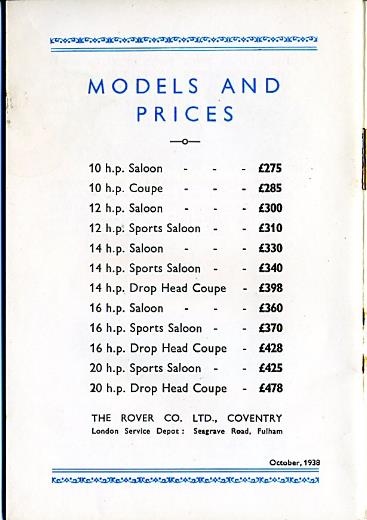 MODELS AND
PRICES
10 h.p. Saloon - - - £275
10 h.p. Coupe - - - £285
12 h.p. Saloon - - - £300
12 h.p. Sports Saloon - - £310
14 h.p. Saloon - - - £330
14 h.p. Sports Saloon - - £340
14 h.p. Drop Head Coupe - £398
16 h.p. Saloon - - - £360
16 h.p. Sports Saloon - - £370
16 h.p. Drop Head Coupe - £428
20 h.p. Sports Saloon - - £425
20 h.p. Drop Head Coupe - £478
THE ROVER CO. LTD., COVENTRY
London Service Depot : Seagrave Road, Fulham
October, 1938